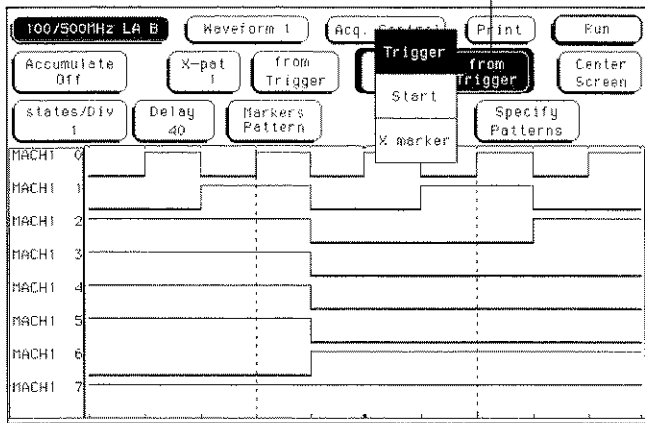 100/500MHz LA B
Waveform 1
Acq. Control
Print
Run
Accumulate
Off
X-pat
1
from
Trigger
Trigger
Start
X marker
from
Trigger
Center
Screen
states/Div
1
Delay
40
Markers
Pattern
Specify
Patterns
MACH1 0
MACH1 1
MACH1 2
MACH1 3
MACH1 4
MACH1 5
MACH1 6
MACH1 7